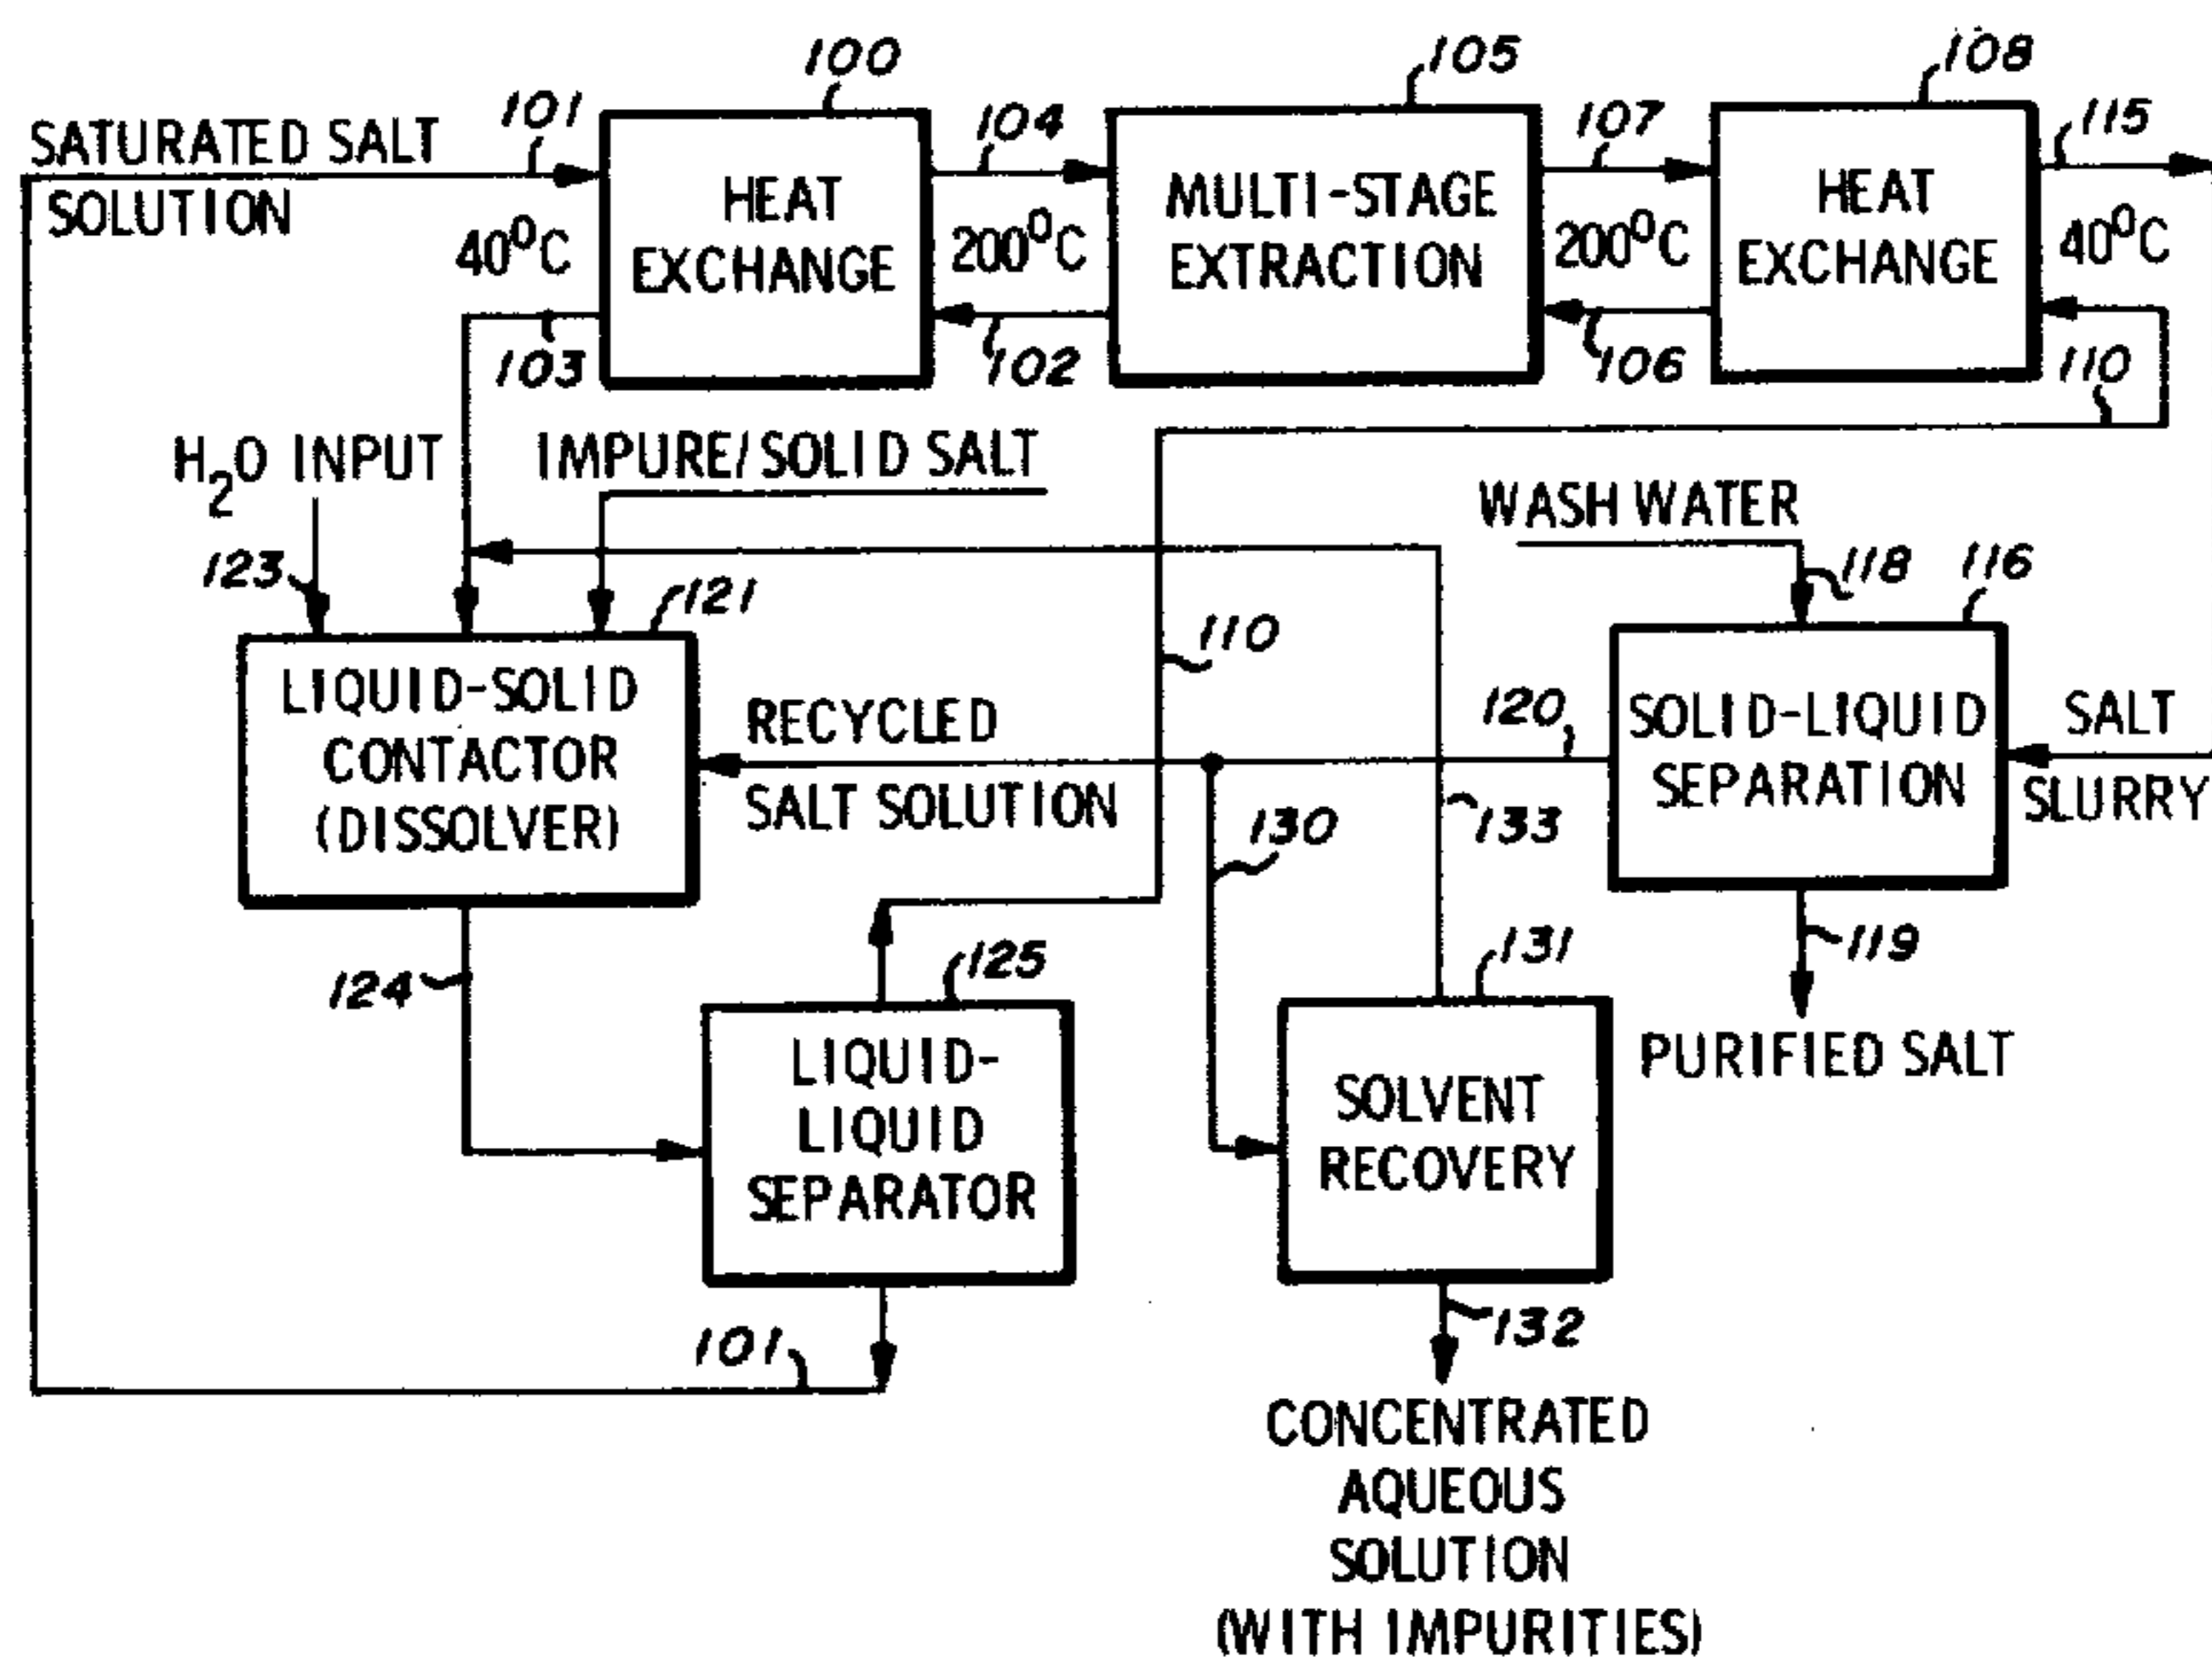 100
105
108
SATURATED SALT
SOLUTION
101
104
107
115
HEAT
EXCHANGE
MULTI-STAGE
EXTRACTION
HEAT
EXCHANGE
40°C
200°C
200°C
40°C
103
102
106
110
H2O INPUT
IMPURE/SOLID SALT
WASH WATER
123
121
118
116
LIQUID-SOLID
CONTACTOR
(DISSOLVER)
110
RECYCLED
SALT SOLUTION
120
SOLID-LIQUID
SEPARATION
SALT
SLURRY
130
133
124
125
131
119
LIQUID-
LIQUID
SEPARATOR
SOLVENT
RECOVERY
PURIFIED SALT
101
132
CONCENTRATED
AQUEOUS
SOLUTION
(WITH IMPURITIES)